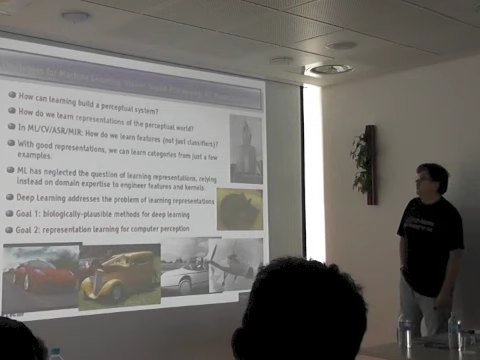 How can learning build a perceptual system?
How do we learn representations of the perceptual world?
In ML/CV/ASR/MIR: How do we learn features (not just classifiers)?
With good representations, we can learn categories from just a few
examples.
ML has neglected the question of learning representations, relying
instead on domain expertise to engineer features and kernels.
Deep Learning addresses the problem of learning representations
Goal 1: biologically-plausible methods for deep learning
Goal 2: representation learning for computer perception